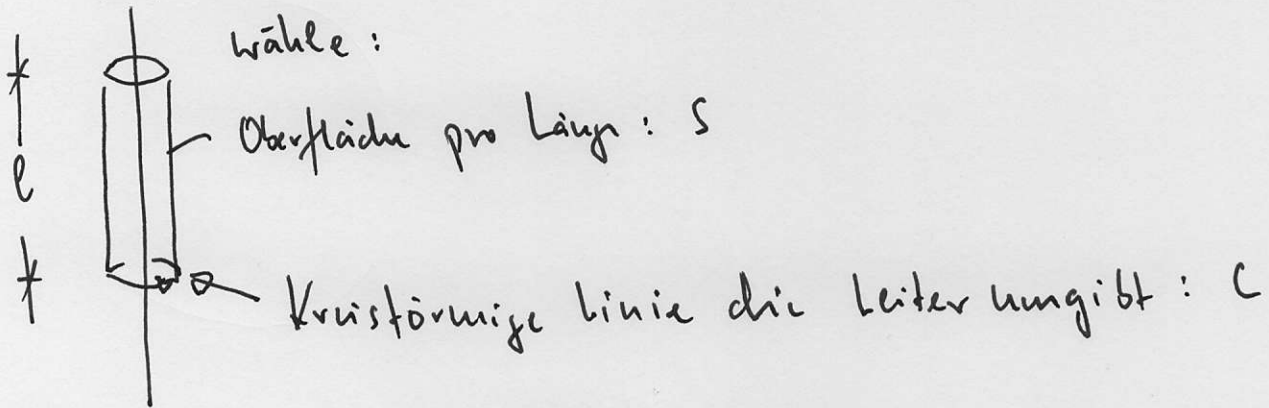 wähle :
Oberfläche pro Länge : S
l
Kreisförmige Linie die Leiter umgibt : C